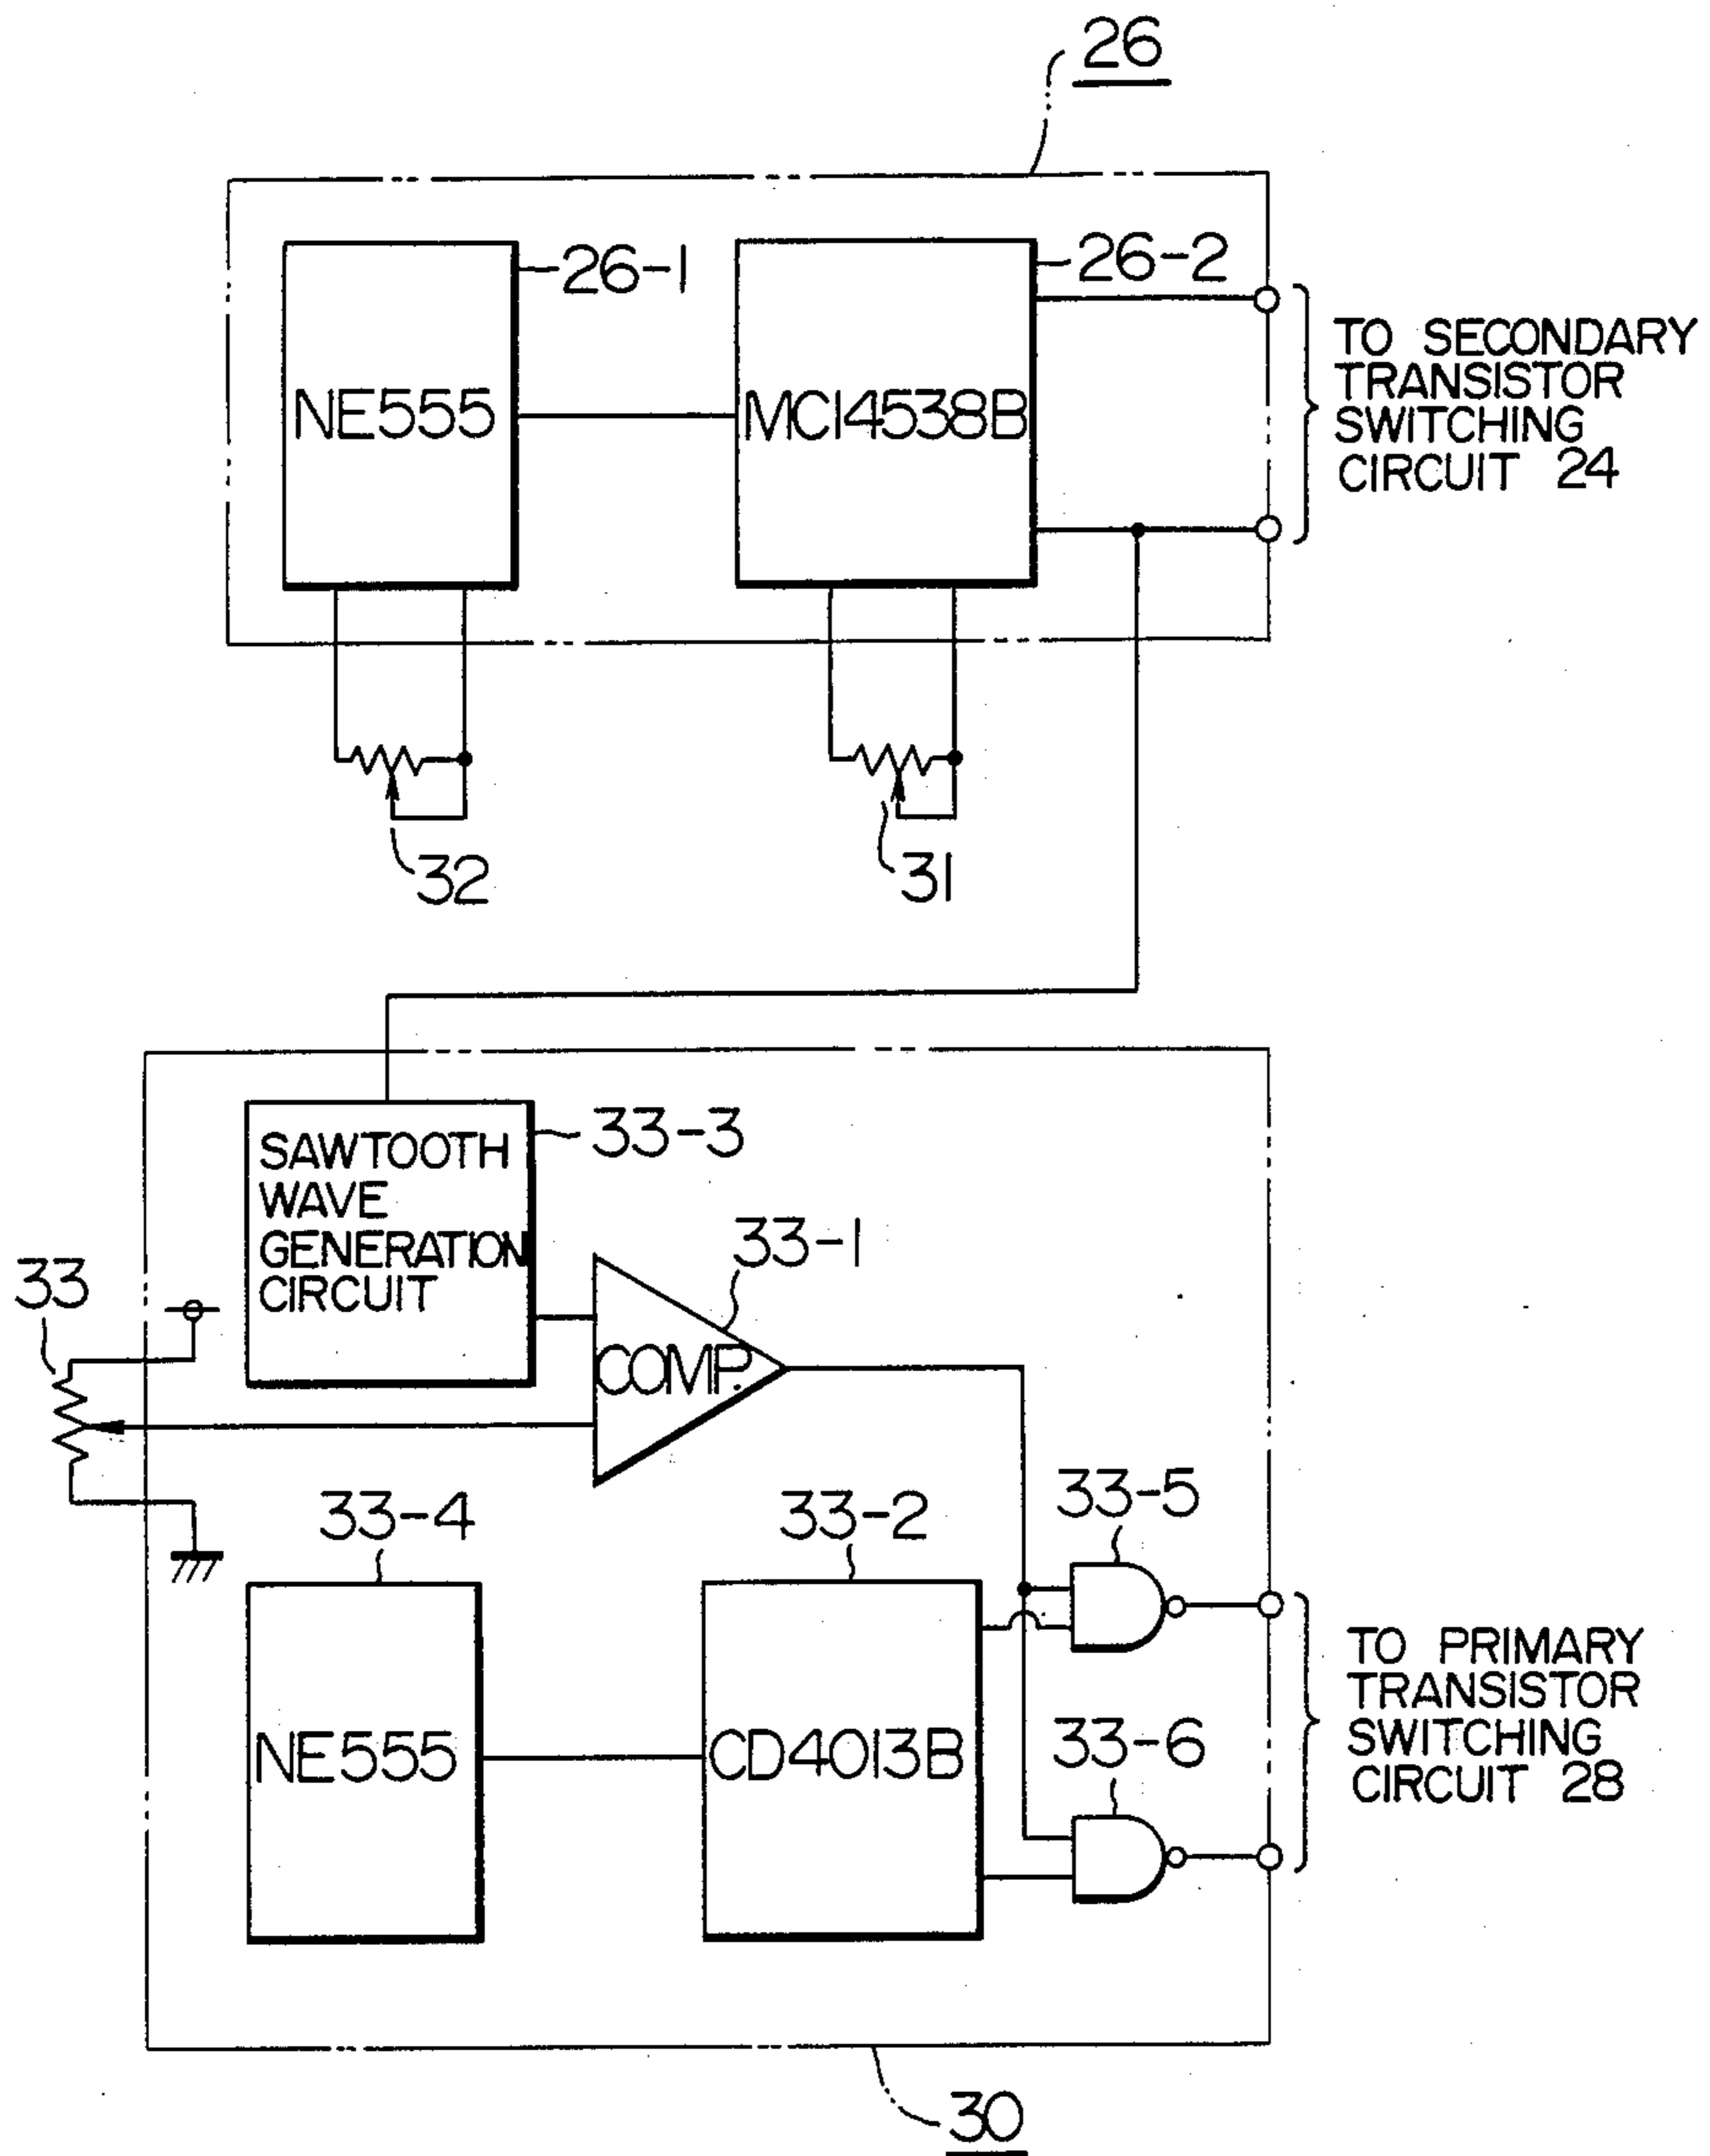 26
26-1
26-2
NE555
MC14538B
TO SECONDARY
TRANSISTOR
SWITCHING
CIRCUIT 24
32
31
33-3
SAWTOOTH
WAVE
GENERATION
CIRCUIT
33-1
33
COMP.
33-4
33-2
33-5
NE555
CD4013B
33-6
TO PRIMARY
TRANSISTOR
SWITCHING
CIRCUIT 28
30